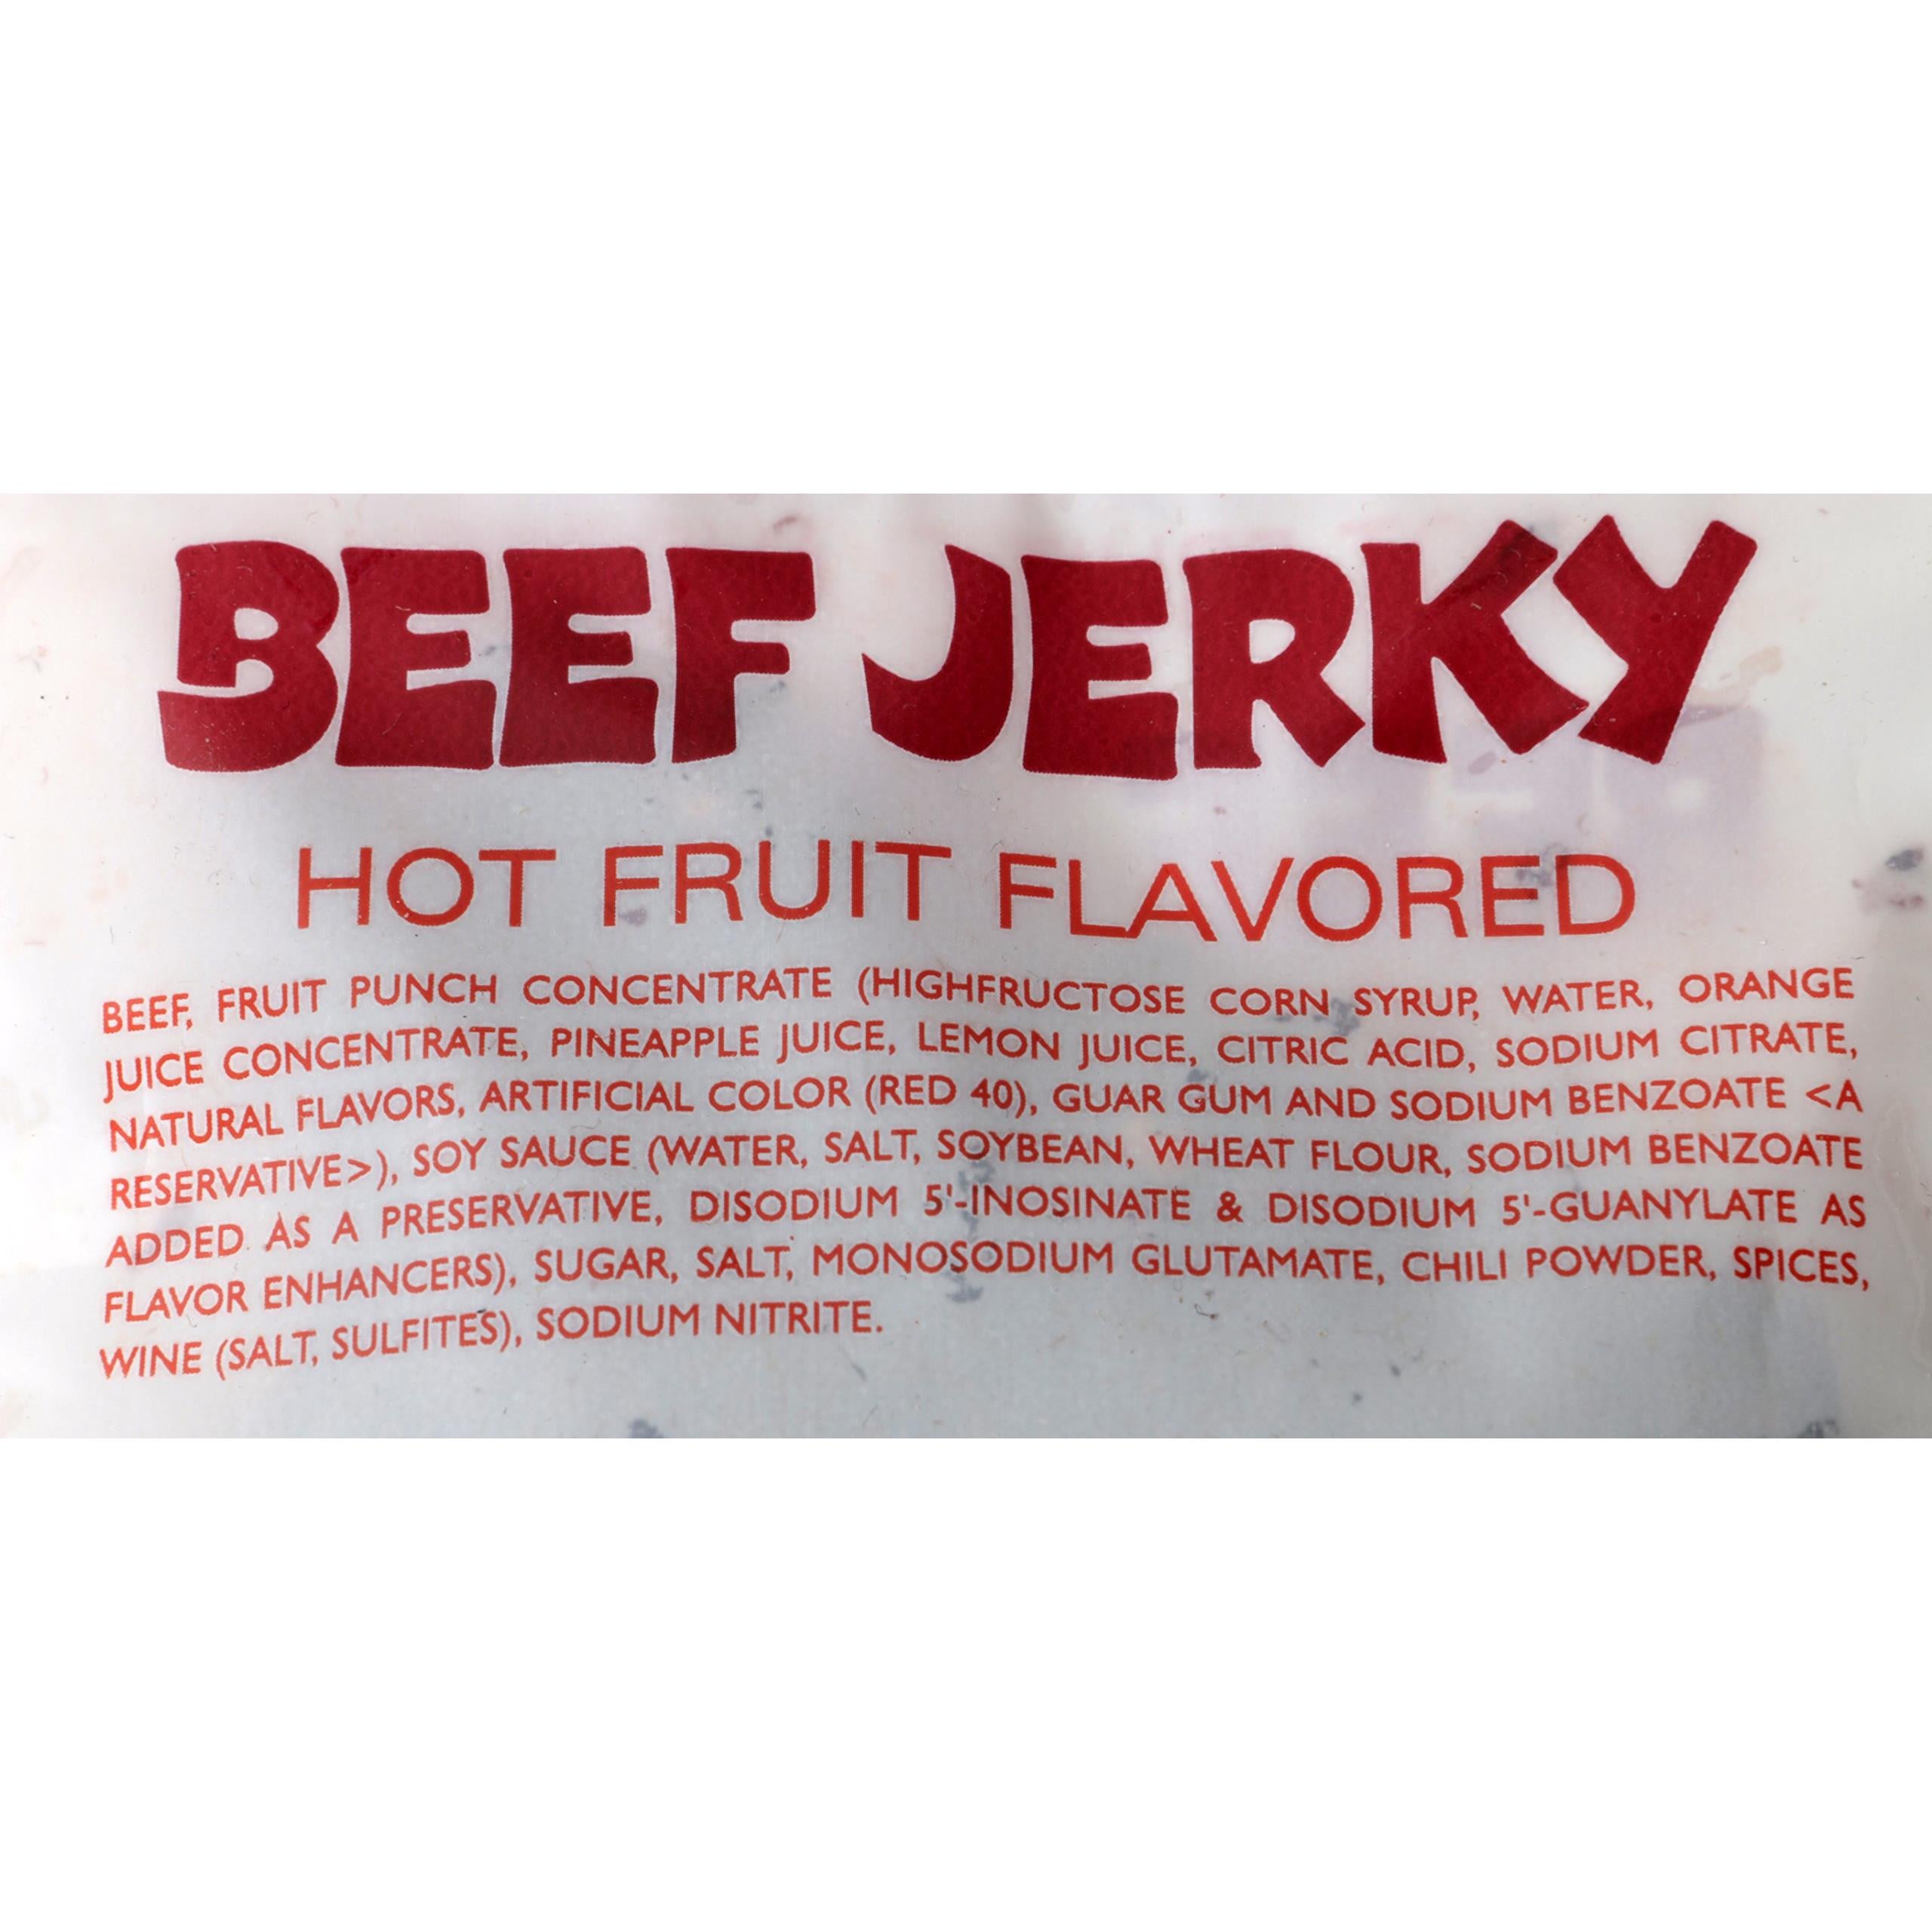 BEEF JERKY
HOT FRUIT FLAVORED
BEEF, FRUIT PUNCH CONCENTRATE (HIGHFRUCTOSE CORN SYRUP, WATER, ORANGE
JUICE CONCENTRATE, PINEAPPLE JUICE, LEMON JUICE, CITRIC ACID, SODIUM CITRATE,
NATURAL FLAVORS, ARTIFICIAL COLOR (RED 40), GUAR GUM AND SODIUM BENZOATE <A
RESERVATIVE>), SOY SAUCE (WATER, SALT, SOYBEAN, WHEAT FLOUR, SODIUM BENZOATE
ADDED AS A PRESERVATIVE, DISODIUM 5'-INOSINATE & DISODIUM 5'-GUANYLATE AS
FLAVOR ENHANCERS), SUGAR, SALT, MONOSODIUM GLUTAMATE, CHILI POWDER, SPICES,
WINE (SALT, SULFITES), SODIUM NITRITE.